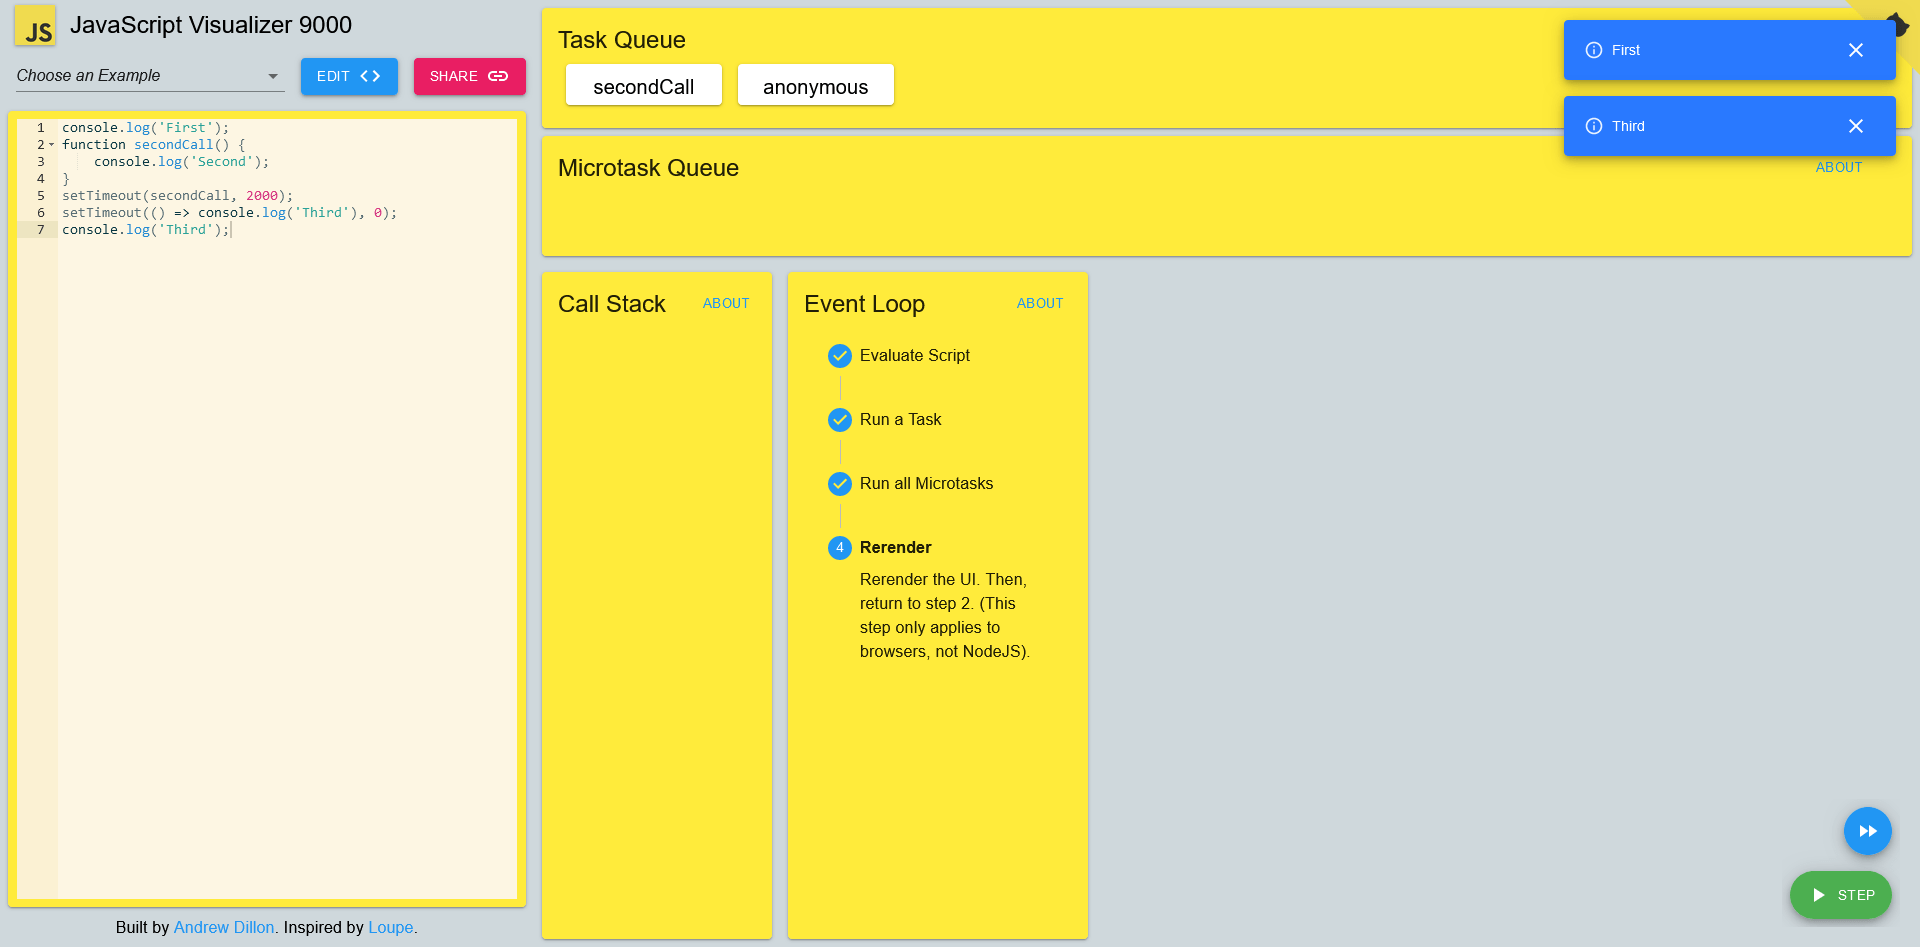 JS JavaScript Visualizer 9000
Choose an Example
EDIT
SHARE
1 console.log('First');
2 function secondCall() {
3 console.log('Second');
4 }
5 setTimeout(secondCall, 2000);
6 setTimeout(() => console.log('Third'), 0);
7 console.log('Third');
Built by Andrew Dillon. Inspired by Loupe.
Task Queue
secondCall
anonymous
First
Third
Microtask Queue
ABOUT
Call Stack
ABOUT
Event Loop
ABOUT
Evaluate Script
Run a Task
Run all Microtasks
4 Rerender
Rerender the UI. Then,
return to step 2. (This
step only applies to
browsers, not NodeJS).
STEP